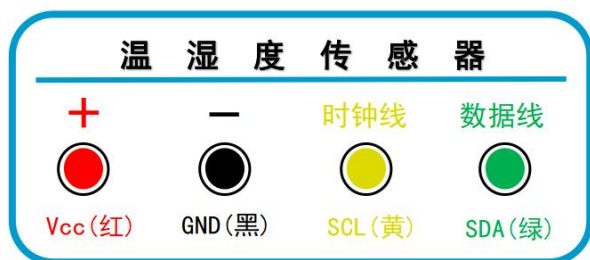 温湿度传感器
+ − 时钟线 数据线
Vcc(红) GND(黑) SCL(黄) SDA(绿)